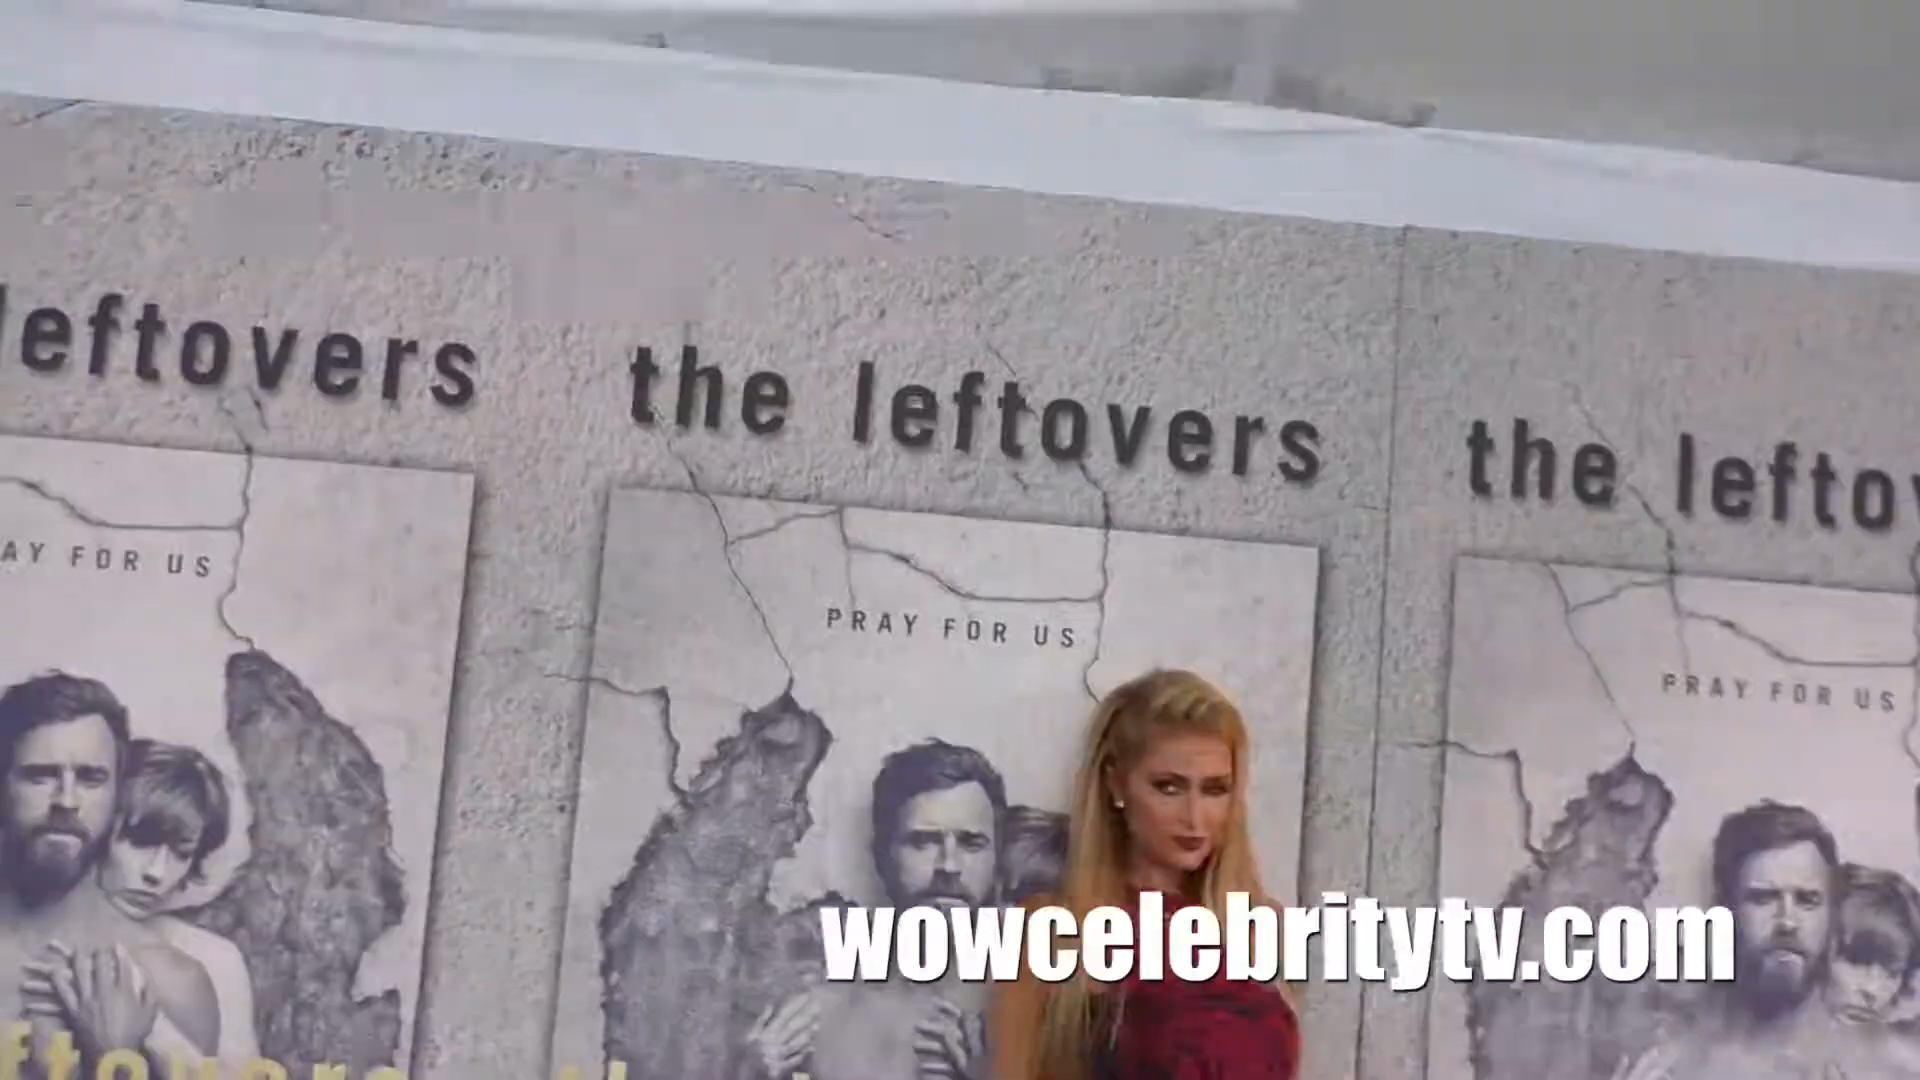 leftovers
the leftovers
the lefto
AY FOR US
PRAY FOR US
PRAY FOR US
wowcelebritytv.com